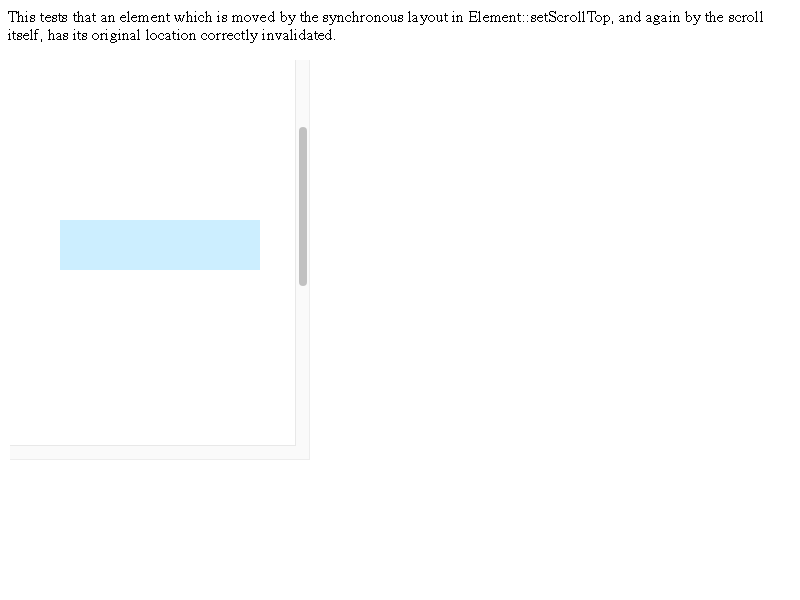 This tests that an element which is moved by the synchronous layout in Element::setScrollTop, and again by the scroll
itself, has its original location correctly invalidated.